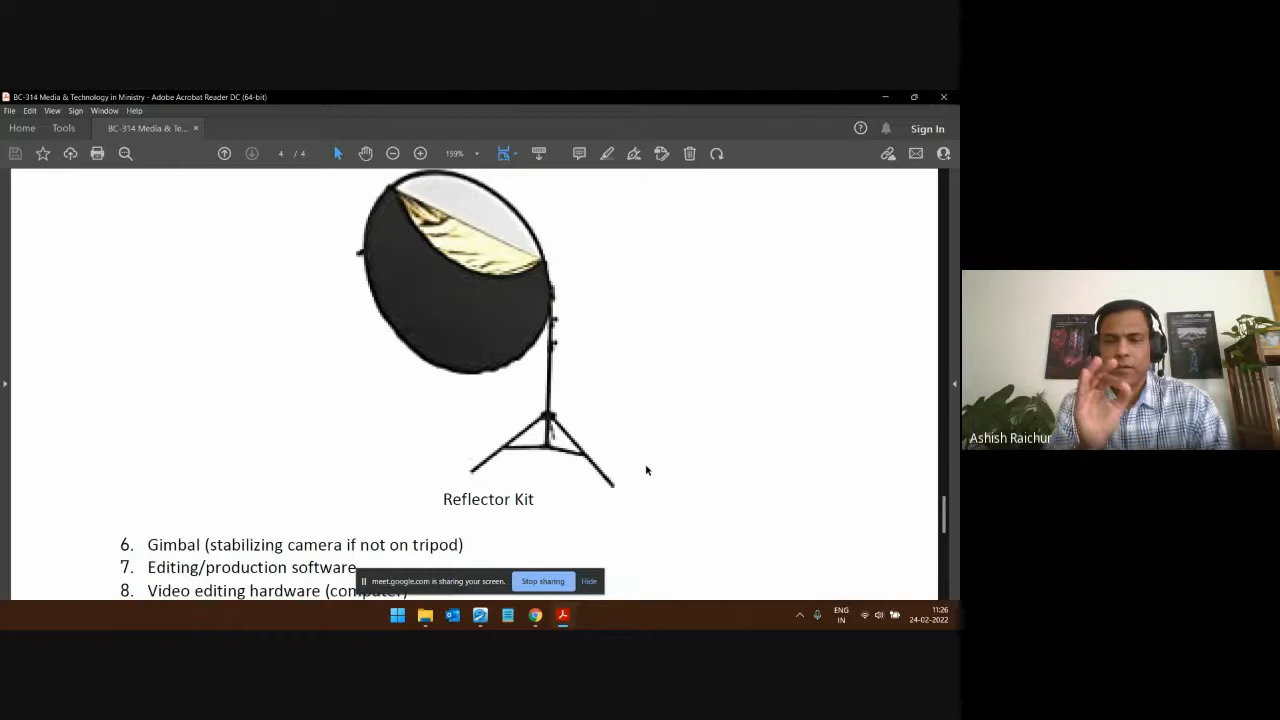 BC-314 Media & Technology in Ministry - Adobe Acrobat Reader DC (64-bit)
File Edit View Sign Window Help
Home Tools BC-314 Media & Te... × Sign In
4 / 4 159%
Reflector Kit
6. Gimbal (stabilizing camera if not on tripod)
7. Editing/production software
8. Video editing hardware (computer)
meet.google.com is sharing your screen. Stop sharing Hide
ENG
IN
11:26
24-02-2022
Ashish Raichur